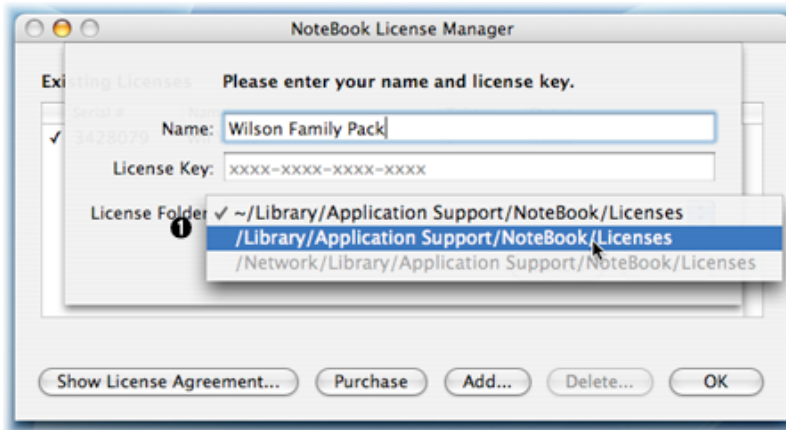 NoteBook License Manager
Existing Licenses
Please enter your name and license key.
Serial #
✓ 3428079
Name: Wilson Family Pack
License Key: xxxx-xxxx-xxxx-xxxx
License Folder
✓ ~/Library/Application Support/NoteBook/Licenses
1
/Library/Application Support/NoteBook/Licenses
/Network/Library/Application Support/NoteBook/Licenses
Show License Agreement... Purchase Add... Delete... OK